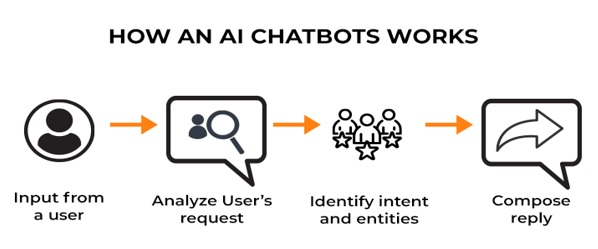 HOW AN AI CHATBOTS WORKS
Input from
a user
Analyze User's
request
Identify intent
and entities
Compose
reply